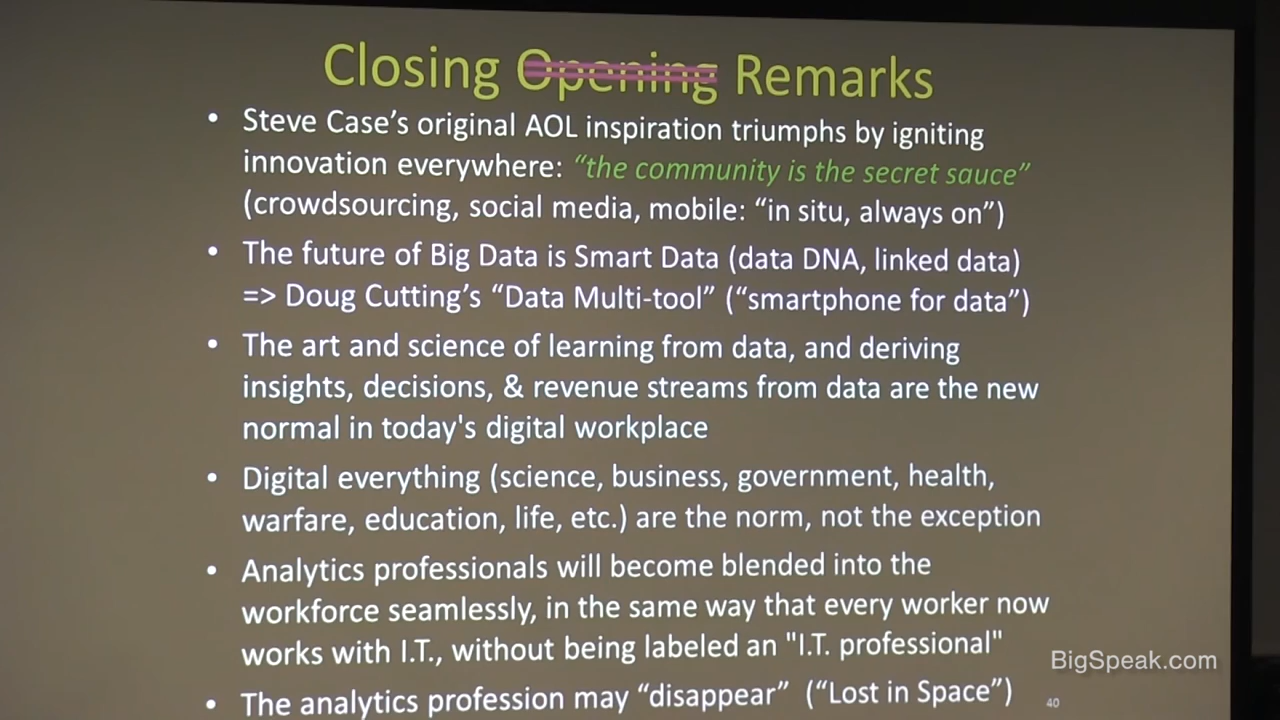 Closing Opening Remarks
• Steve Case’s original AOL inspiration triumphs by igniting
innovation everywhere: “the community is the secret sauce”
(crowdsourcing, social media, mobile: “in situ, always on”)
• The future of Big Data is Smart Data (data DNA, linked data)
=> Doug Cutting’s “Data Multi-tool” (“smartphone for data”)
• The art and science of learning from data, and deriving
insights, decisions, & revenue streams from data are the new
normal in today's digital workplace
• Digital everything (science, business, government, health,
warfare, education, life, etc.) are the norm, not the exception
• Analytics professionals will become blended into the
workforce seamlessly, in the same way that every worker now
works with I.T., without being labeled an "I.T. professional"
• The analytics profession may “disappear” (“Lost in Space”)
40
BigSpeak.com